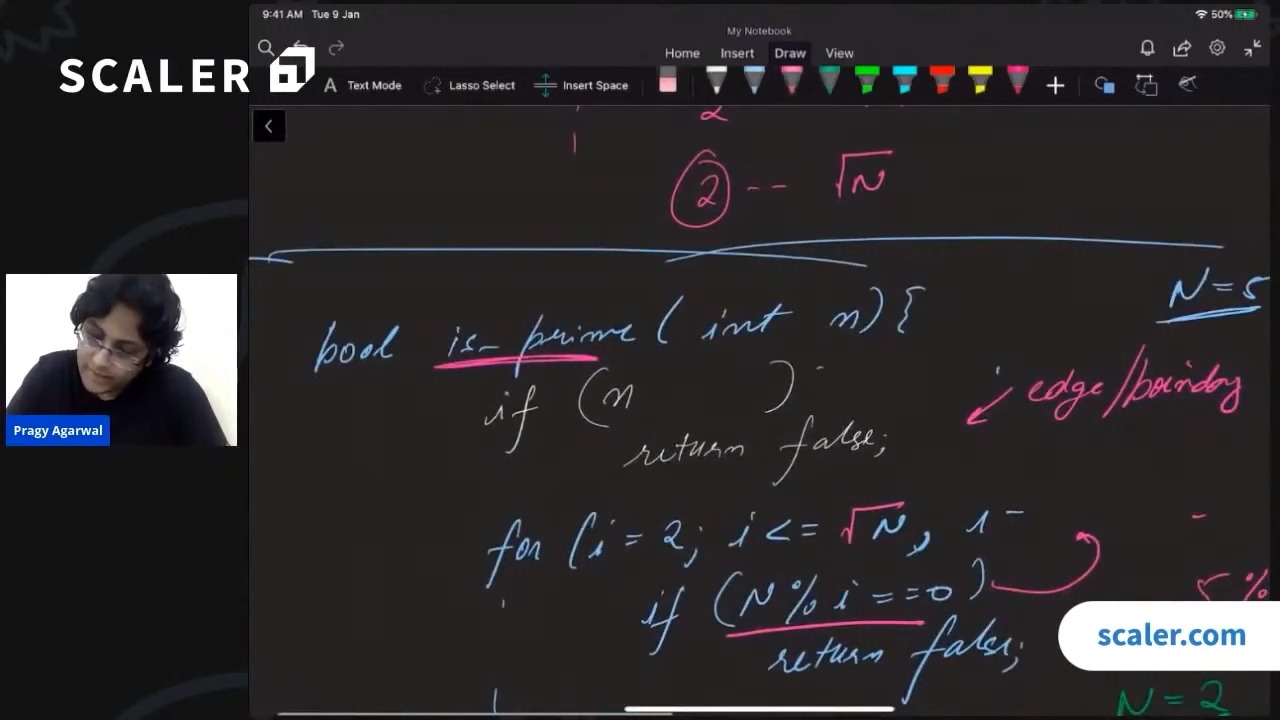 9:41 AM Tue 9 Jan
50%
My Notebook
Home Insert Draw View
SCALER
Text Mode Lasso Select Insert Space
2
2 -- √N
N=5
bool is_prime( int n) {
if (n )
return false;
edge/boundary
for (i = 2; i <= √N,
if (N % i == 0)
return false;
5 %
N = 2
Pragy Agarwal
scaler.com